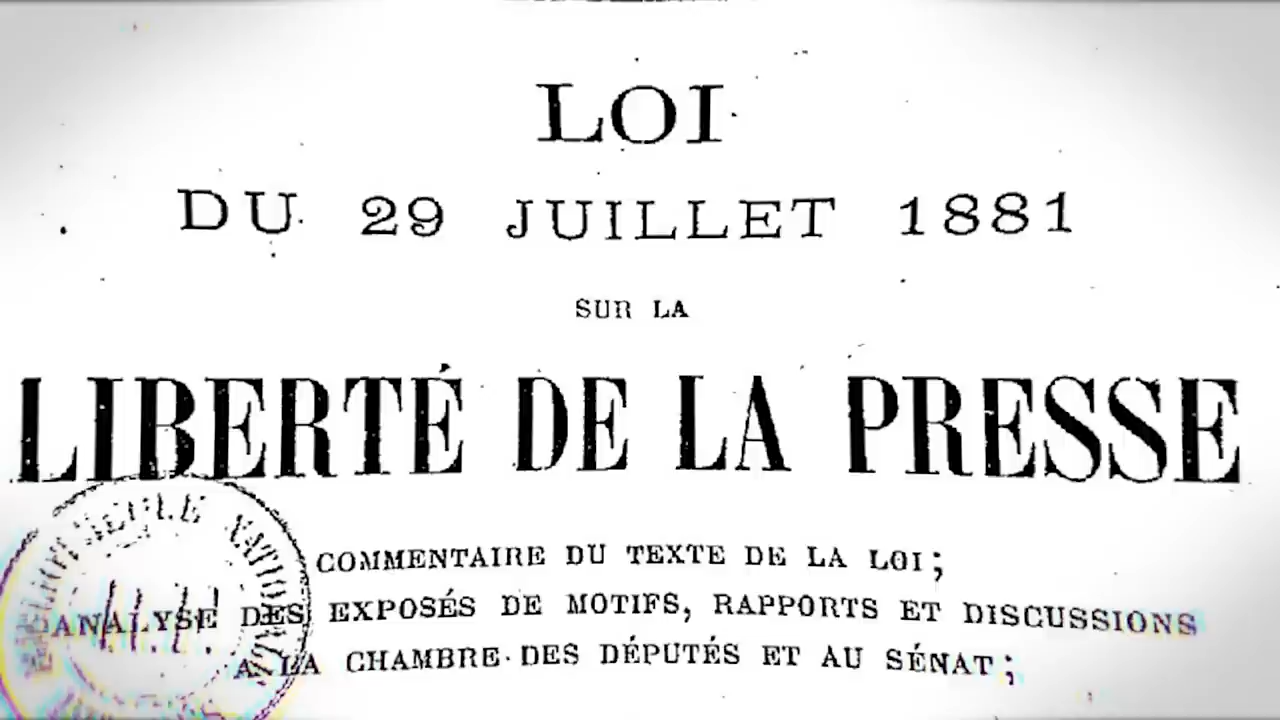 LOI
DU 29 JUILLET 1881
SUR LA
LIBERTÉ DE LA PRESSE
COMMENTAIRE DU TEXTE DE LA LOI;
ANALYSE DES EXPOSÉS DE MOTIFS, RAPPORTS ET DISCUSSIONS
A LA CHAMBRE DES DÉPUTÉS ET AU SÉNAT;